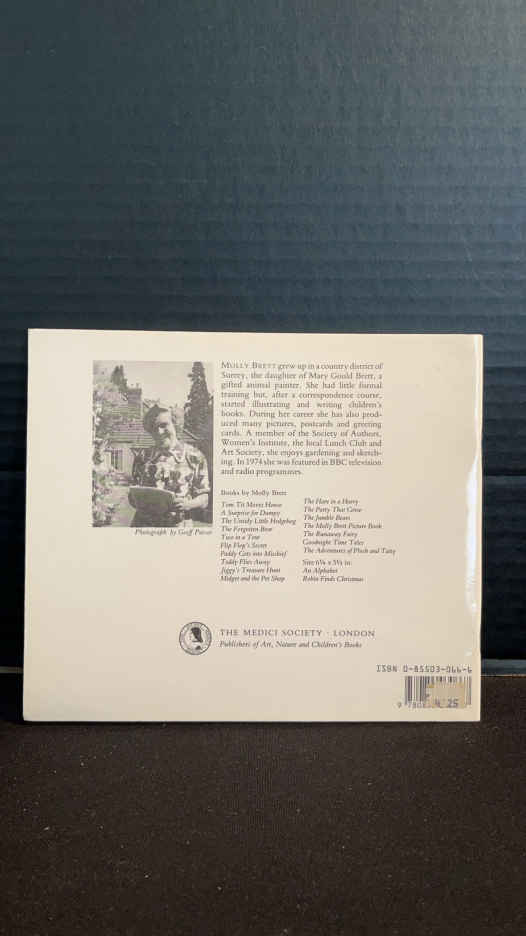 MOLLY BRETT grew up in a country district of
Surrey, the daughter of Mary Gould Brett, a
gifted animal painter. She had little formal
training but, after a correspondence course,
started illustrating and writing children's
books. During her career she has also prod-
uced many pictures, postcards and greeting
cards. A member of the Society of Authors,
Women's Institute, the local Lunch Club and
Art Society, she enjoys gardening and sketch-
ing. In 1974 she was featured in BBC television
and radio programmes.
Photograph by Geoff
Books by Molly Brett
Tom Tit Moves House
A Surprise for Dumpy
The Untidy Little Hedgehog
The Forgotten Bear
Two in a Tent
Flip Flop's Secret
Paddy Gets into Mischief
Teddy Flies Away
Jiggy's Treasure Hunt
Midget and the Pet Shop
The Hare in a Hurry
The Party That Grew
The Jumble Bears
The Molly Brett Picture Book
The Runaway Fairy
Goodnight Time Tales
The Adventures of Plush and Tatty
Size 6¼ x 5¼ in:
An Alphabet
Robin Finds Christmas
THE MEDICI SOCIETY · LONDON
Publishers of Art, Nature and Children's Books
ISBN 0-85503-066-6
25